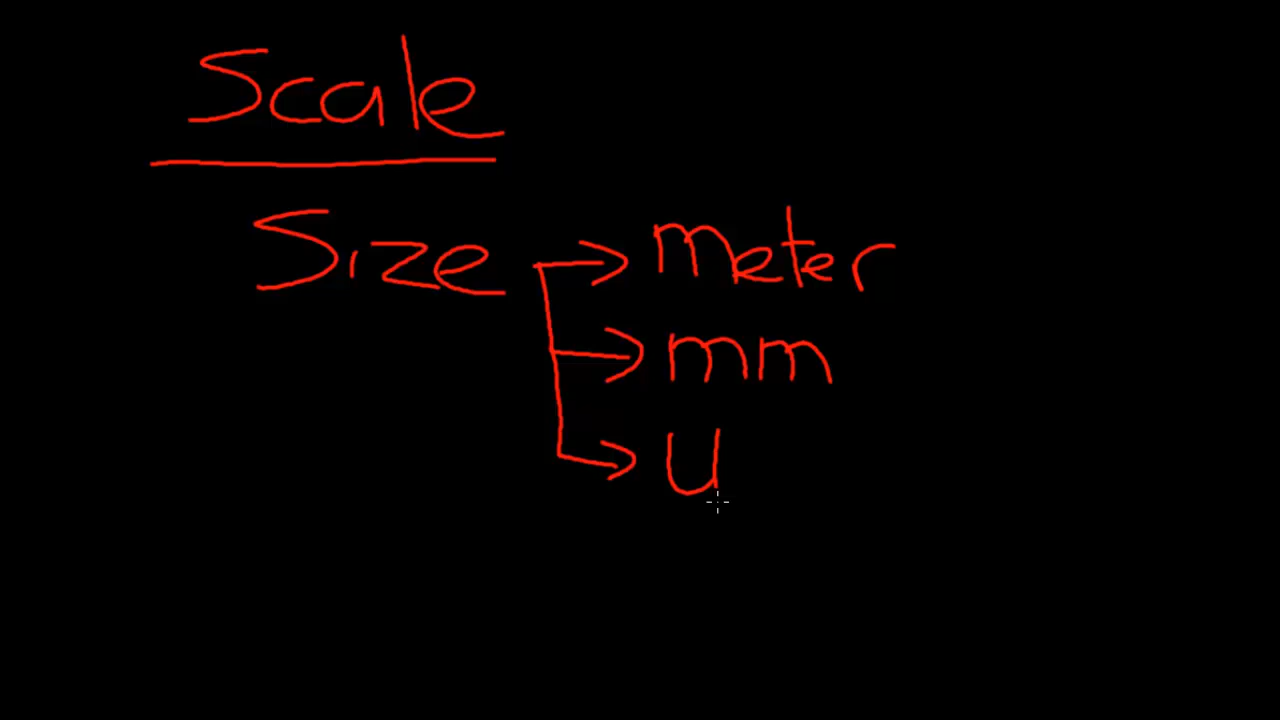 Scale
Size → meter
→ mm
→ U